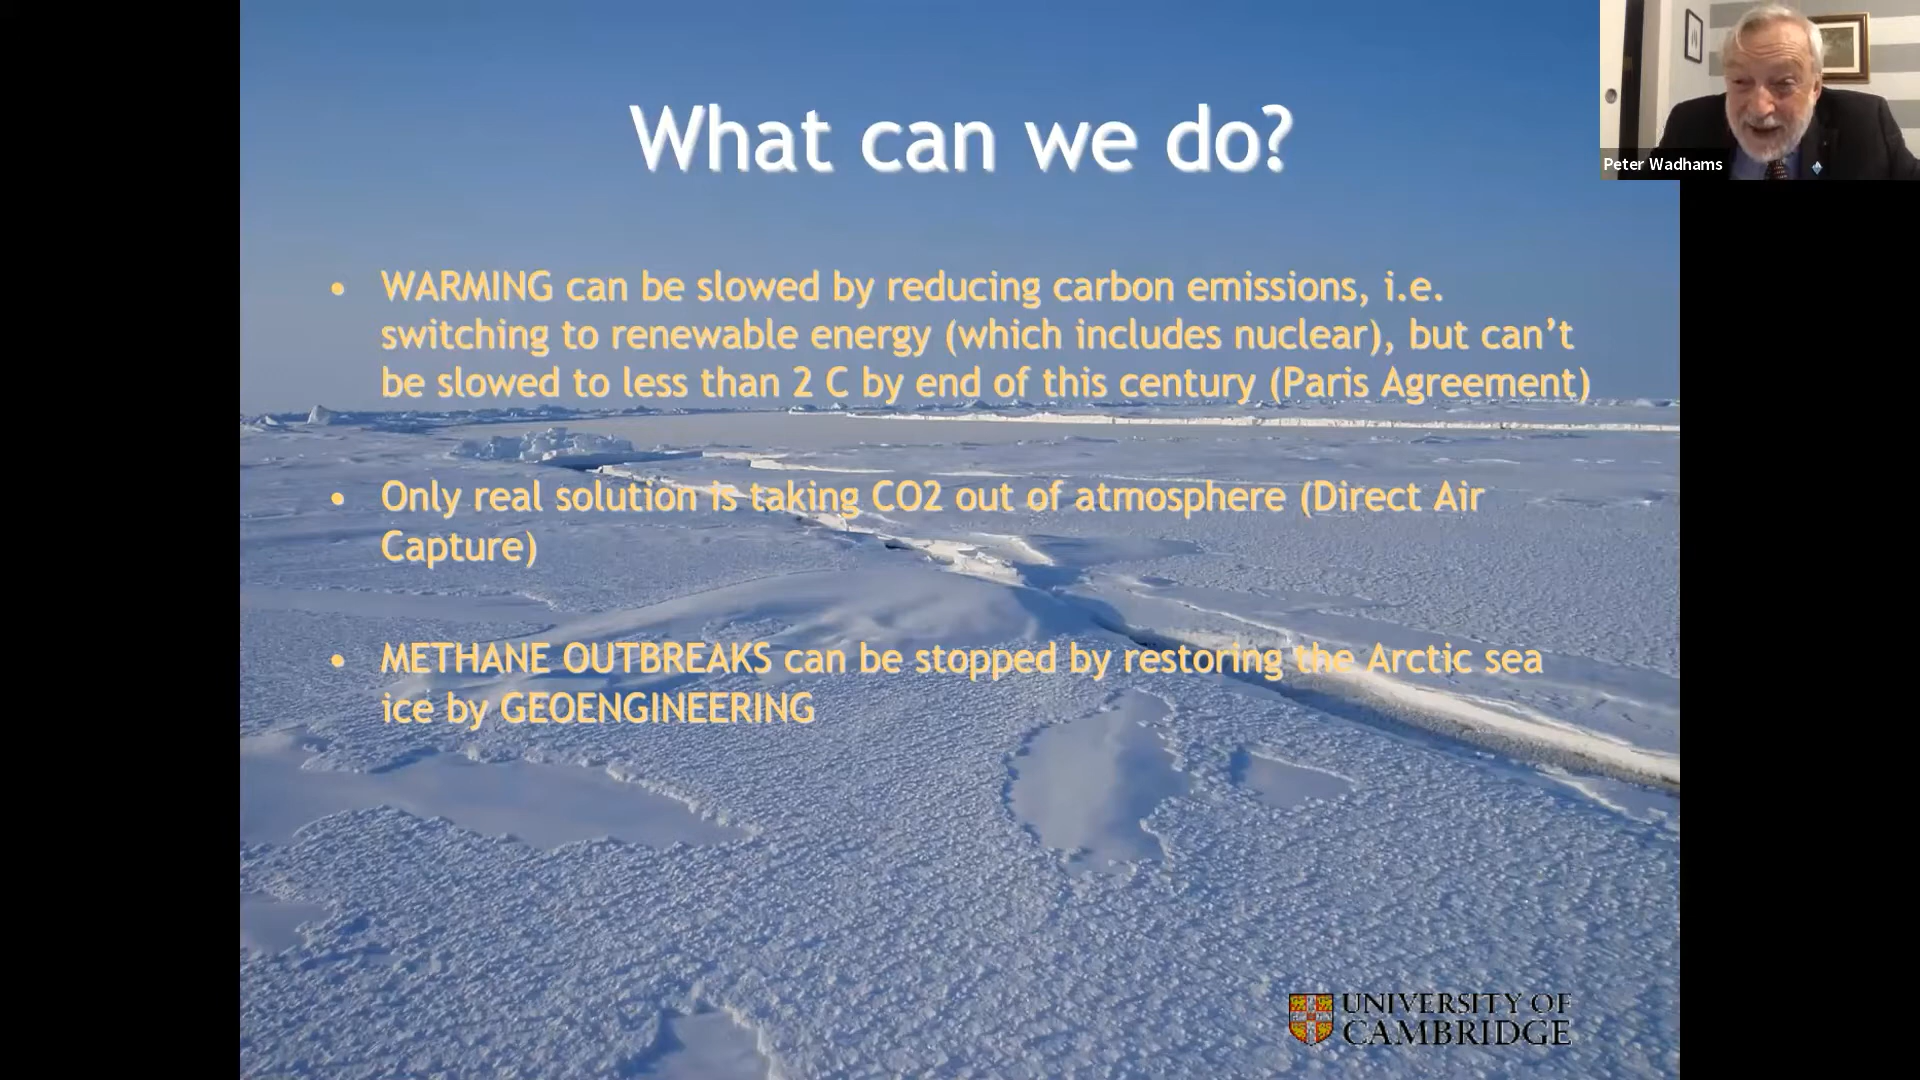 What can we do?
Peter Wadhams
• WARMING can be slowed by reducing carbon emissions, i.e.
switching to renewable energy (which includes nuclear), but can't
be slowed to less than 2 C by end of this century (Paris Agreement)
• Only real solution is taking CO2 out of atmosphere (Direct Air
Capture)
• METHANE OUTBREAKS can be stopped by restoring the Arctic sea
ice by GEOENGINEERING
UNIVERSITY OF
CAMBRIDGE